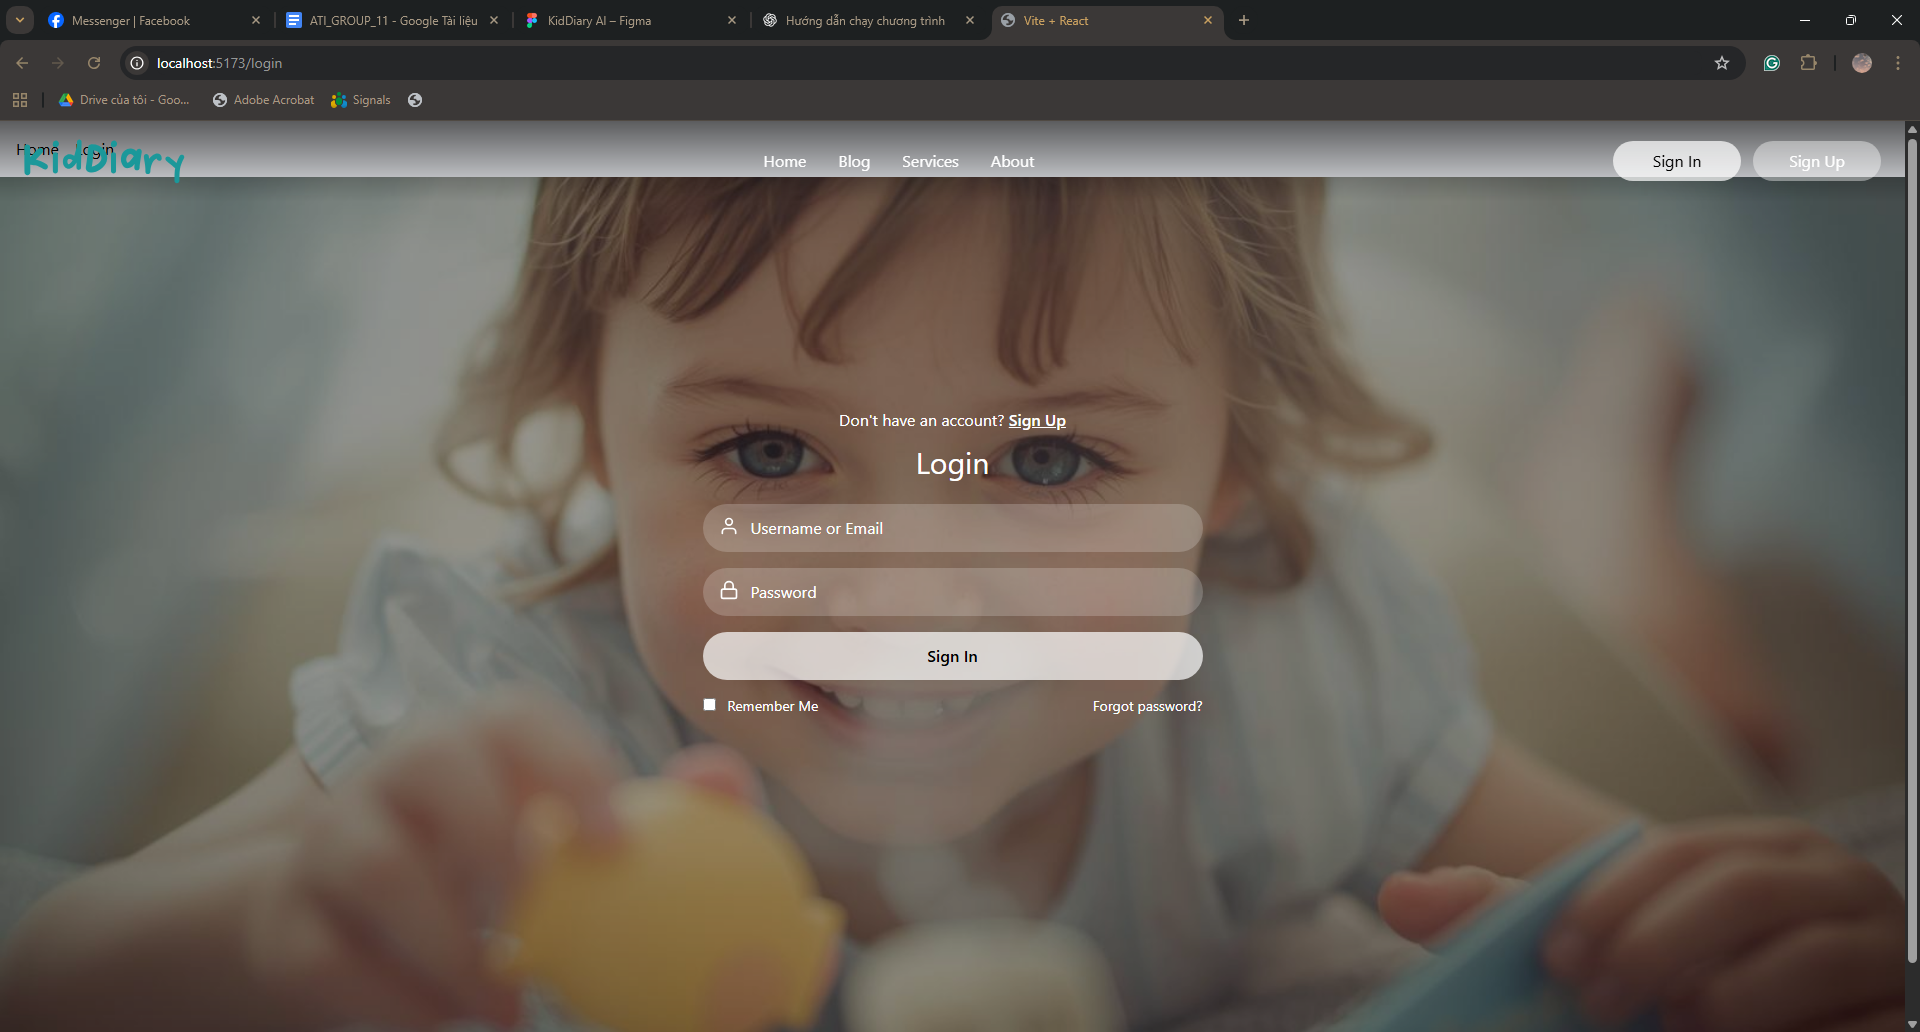 Messenger | Facebook
ATI_GROUP_11 - Google Tài liệu
KidDiary AI – Figma
Hướng dẫn chạy chương trình
Vite + React
localhost:5173/login
Drive của tôi - Goo...
Adobe Acrobat
Signals
Home Login
KidDiary
Home
Blog
Services
About
Sign In
Sign Up
Don't have an account? Sign Up
Login
Username or Email
Password
Sign In
Remember Me
Forgot password?